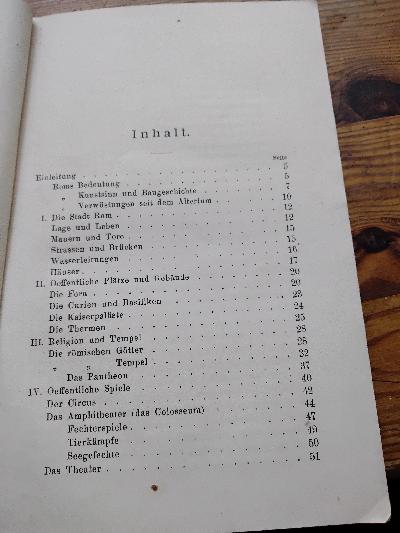 Inhalt.
Seite
Einleitung . . . . . . . . . . 5
Roms Bedeutung . . . . . . . . . 5
„ Kunstsinn und Baugeschichte . . . . . 7
„ Verwüstungen seit dem Altertum . . . . 10
I. Die Stadt Rom . . . . . . . . . 12
Lage und Leben . . . . . . . . . 12
Mauern und Tore . . . . . . . . . 15
Strassen und Brücken . . . . . . . . 15
Wasserleitungen . . . . . . . . . 16
Häuser . . . . . . . . . . . 17
II. Oeffentliche Plätze und Gebäude . . . . . . 20
Die Fora . . . . . . . . . . 20
Die Curien und Basiliken . . . . . . . 23
Die Kaiserpaläste . . . . . . . . 24
Die Thermen . . . . . . . . . 25
III. Religion und Tempel . . . . . . . . 28
Die römischen Götter . . . . . . . . 28
„ „ Tempel . . . . . . . . 32
Das Pantheon . . . . . . . . . 37
IV. Oeffentliche Spiele . . . . . . . . 40
Der Circus . . . . . . . . . . 42
Das Amphitheater (das Colosseum) . . . . . 44
Fechterspiele . . . . . . . . . 47
Tierkämpfe . . . . . . . . . 49
Seegefechte . . . . . . . . . 50
Das Theater . . . . . . . . . 51